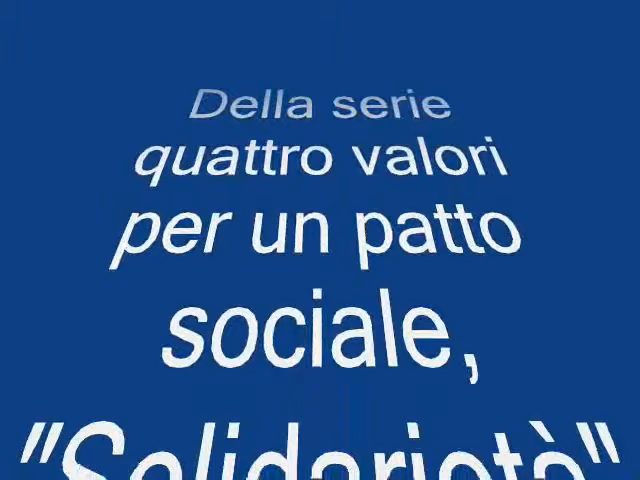 Della serie
quattro valori
per un patto
sociale,
"Solidarietà"